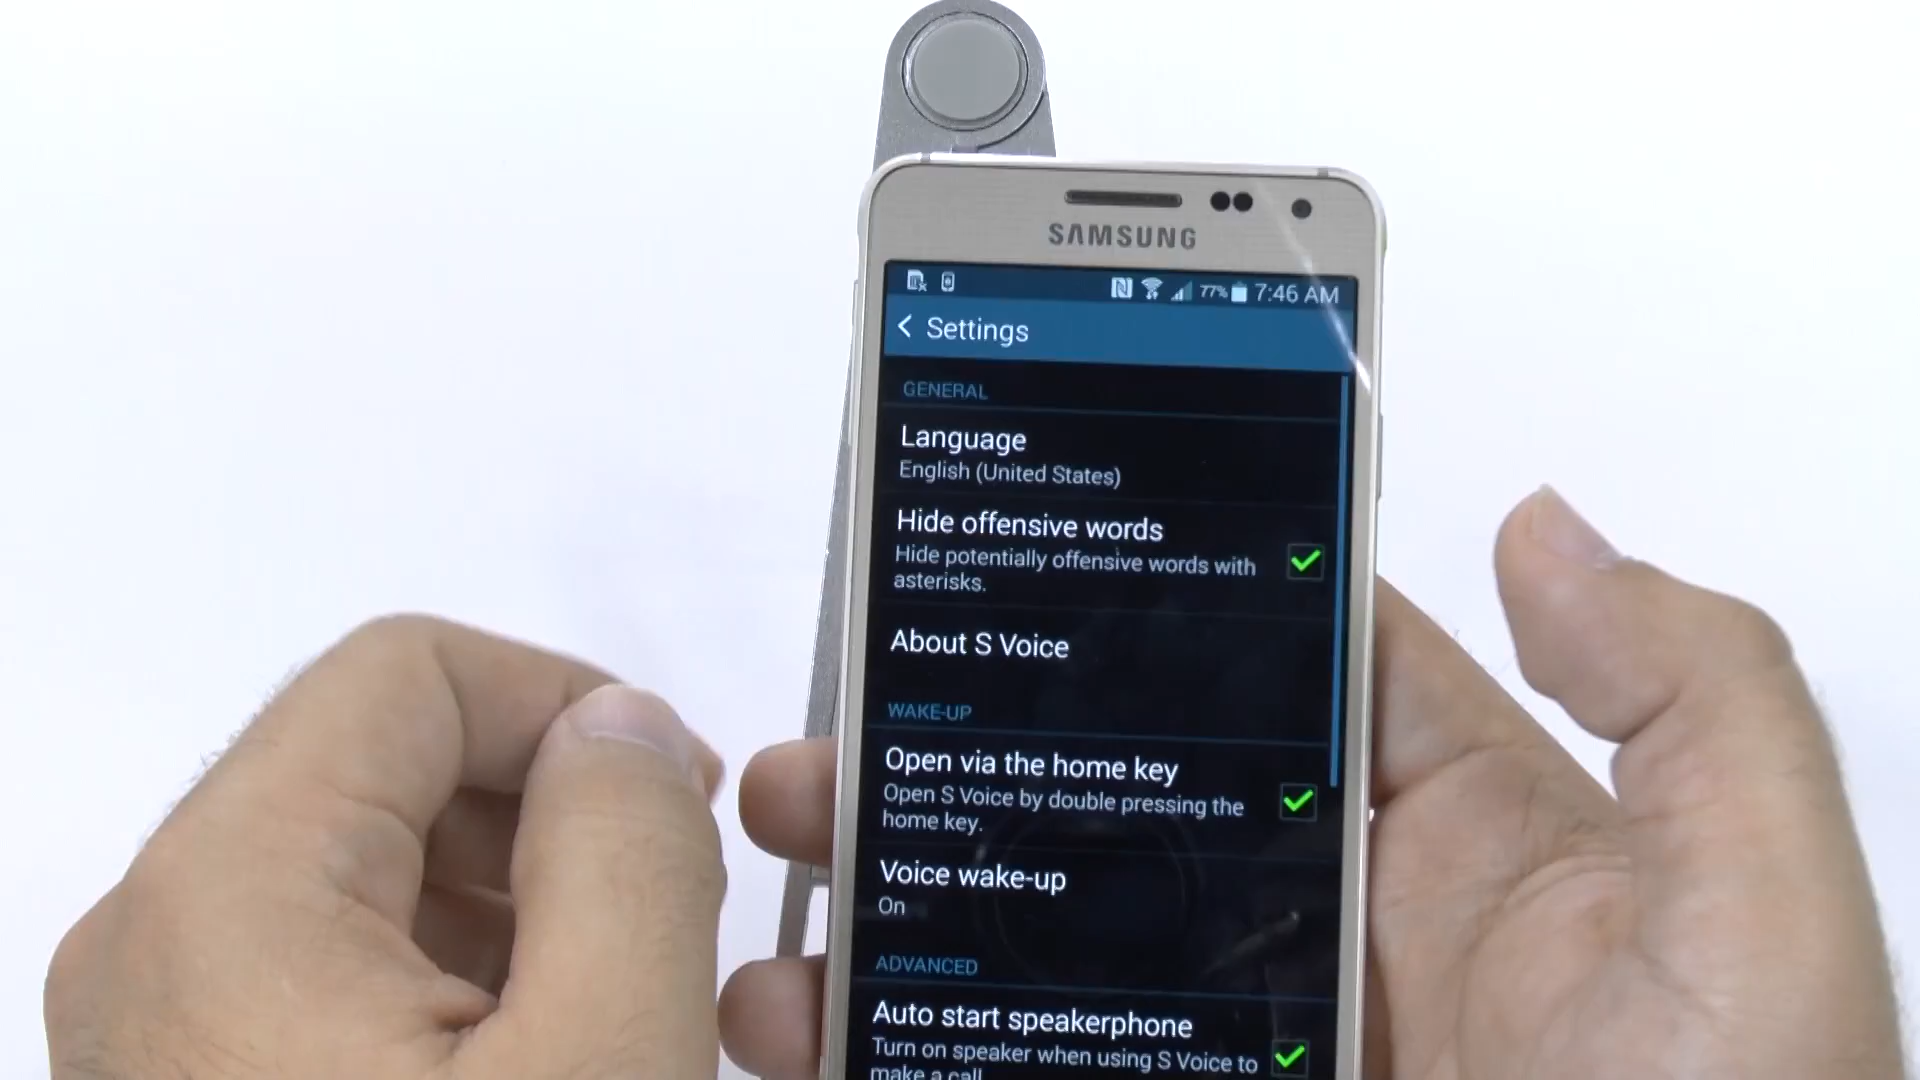 SAMSUNG
77% 7:46 AM
Settings
GENERAL
Language
English (United States)
Hide offensive words
Hide potentially offensive words with
asterisks.
About S Voice
WAKE-UP
Open via the home key
Open S Voice by double pressing the
home key.
Voice wake-up
On
ADVANCED
Auto start speakerphone
Turn on speaker when using S Voice to
make a call